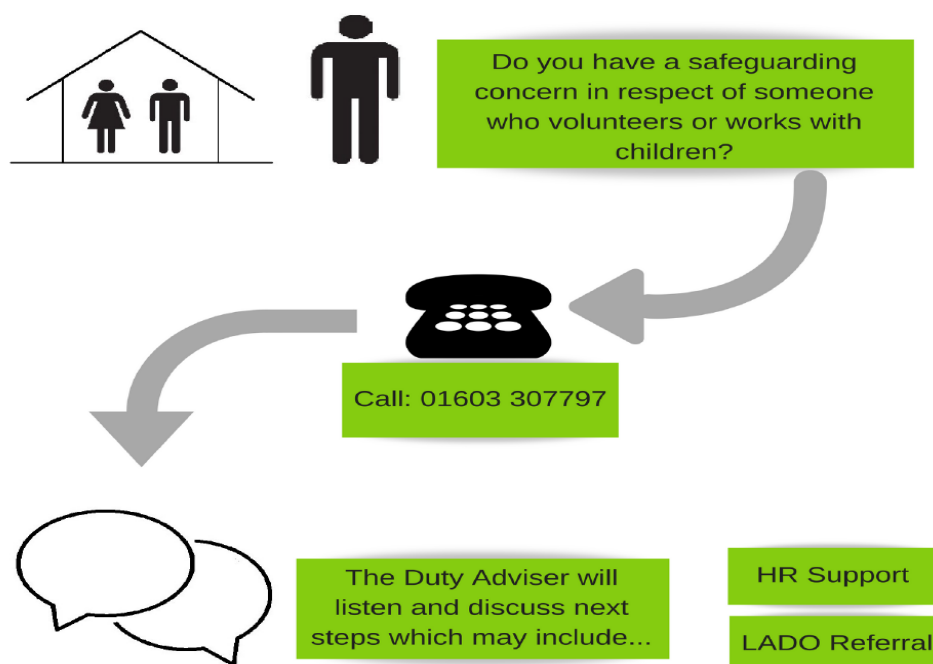 Do you have a safeguarding
concern in respect of someone
who volunteers or works with
children?
Call: 01603 307797
The Duty Adviser will
listen and discuss next
steps which may include...
HR Support
LADO Referral